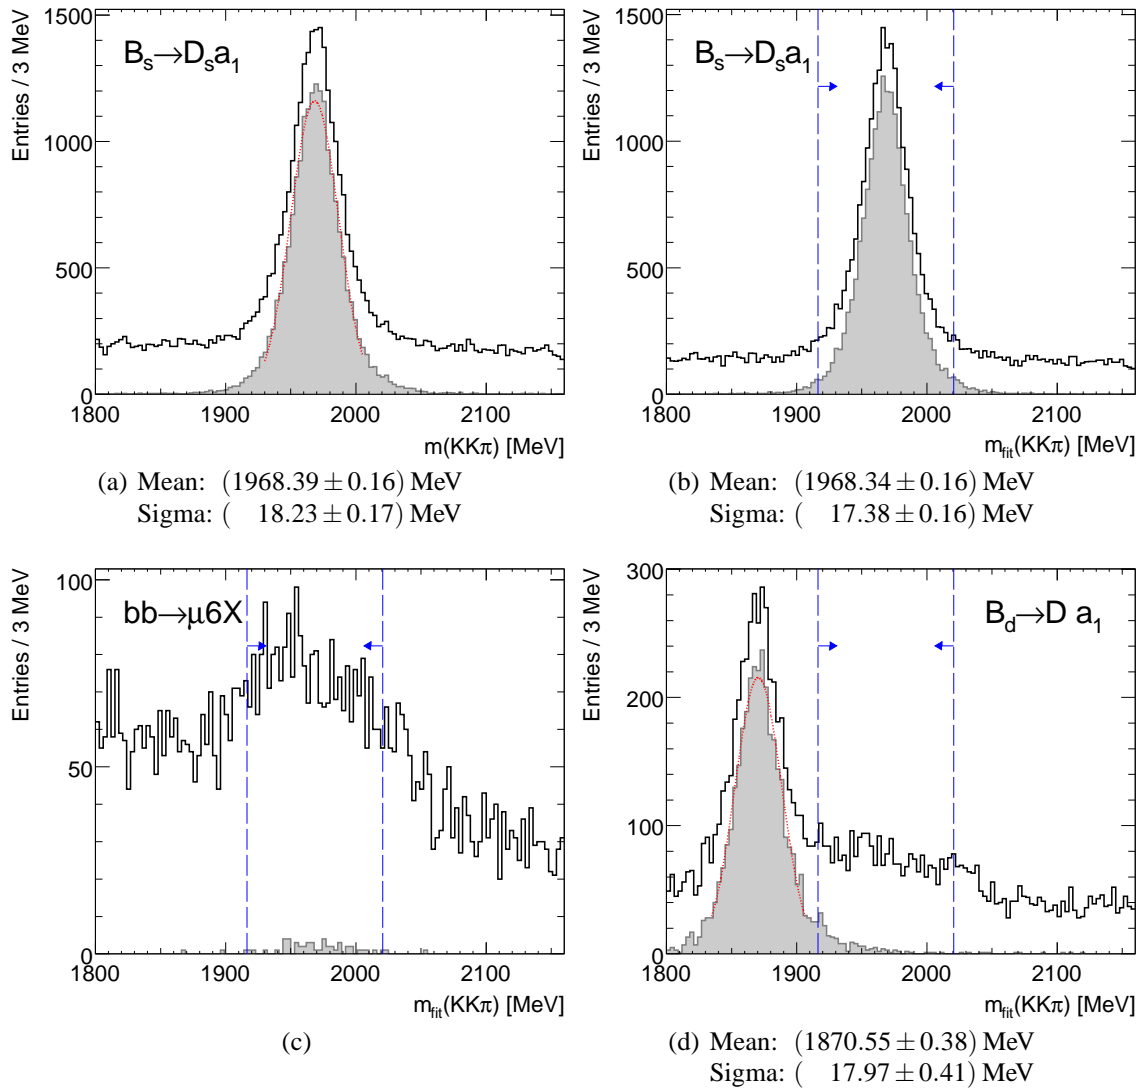 Entries / 3 MeV
1500
1000
500
0
B_s→D_s a_1
1800 1900 2000 2100
m(KKπ) [MeV]
(a) Mean: (1968.39 ± 0.16) MeV
Sigma: ( 18.23 ± 0.17) MeV
Entries / 3 MeV
1500
1000
500
0
B_s→D_s a_1
1800 1900 2000 2100
m_fit(KKπ) [MeV]
(b) Mean: (1968.34 ± 0.16) MeV
Sigma: ( 17.38 ± 0.16) MeV
Entries / 3 MeV
100
50
0
bb→μ6X
1800 1900 2000 2100
m_fit(KKπ) [MeV]
(c)
Entries / 3 MeV
300
200
100
0
B_d→D a_1
1800 1900 2000 2100
m_fit(KKπ) [MeV]
(d) Mean: (1870.55 ± 0.38) MeV
Sigma: ( 17.97 ± 0.41) MeV